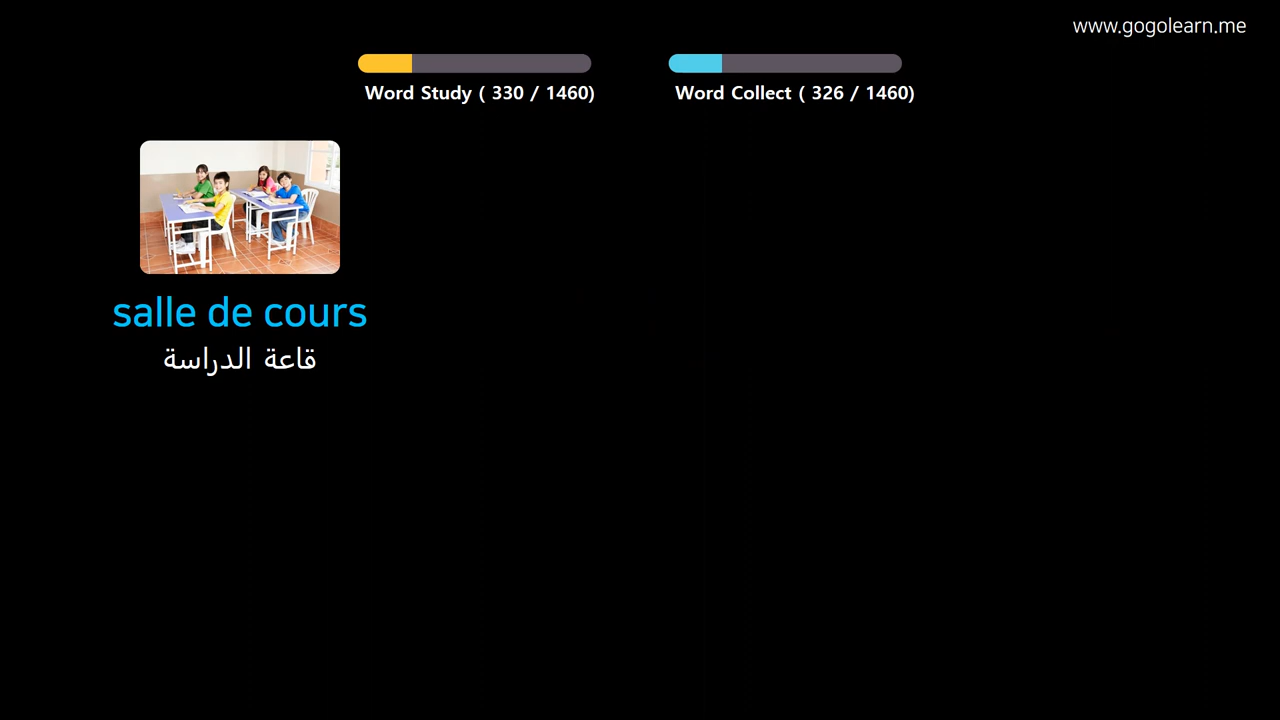 www.gogolearn.me
Word Study ( 330 / 1460)
Word Collect ( 326 / 1460)
salle de cours
قاعة الدراسة